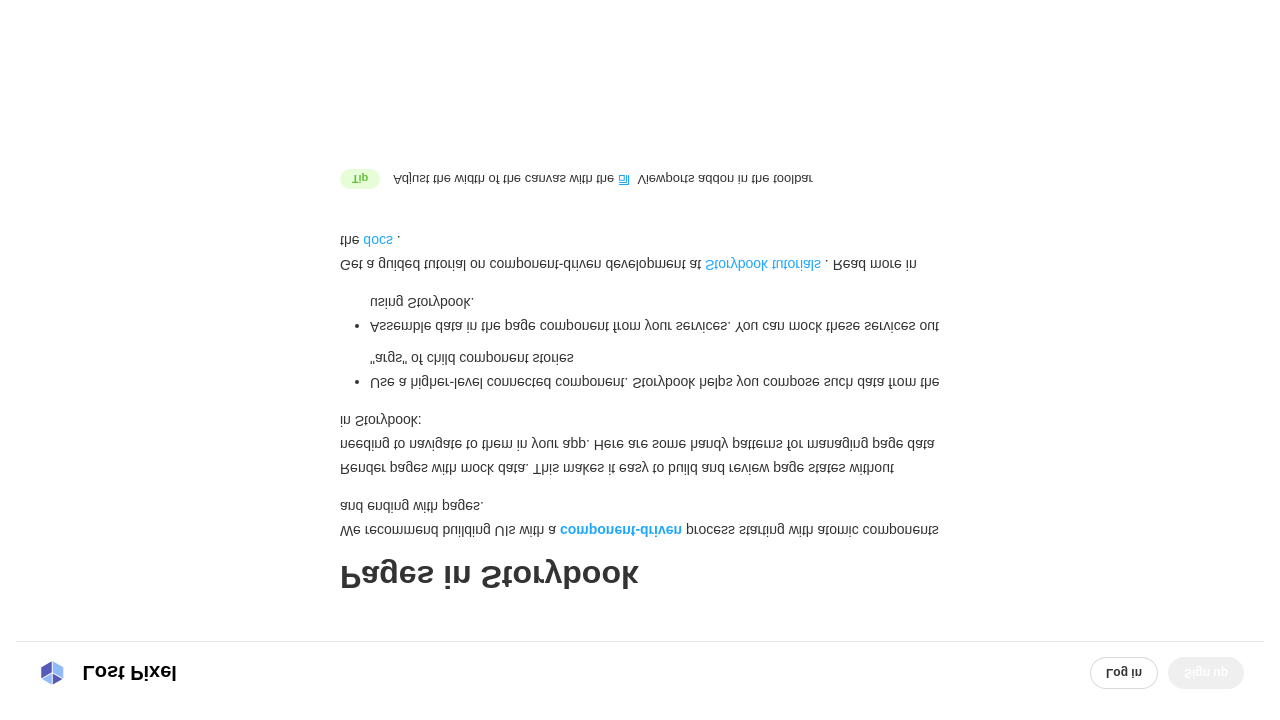 Lost Pixel
Log in
Sign up
Pages in Storybook
We recommend building UIs with a component-driven process starting with atomic components
and ending with pages.
Render pages with mock data. This makes it easy to build and review page states without
needing to navigate to them in your app. Here are some handy patterns for managing page data
in Storybook:
Use a higher-level connected component. Storybook helps you compose such data from the
"args" of child component stories
Assemble data in the page component from your services. You can mock these services out
using Storybook.
Get a guided tutorial on component-driven development at Storybook tutorials . Read more in
the docs .
Tip Adjust the width of the canvas with the Viewports addon in the toolbar